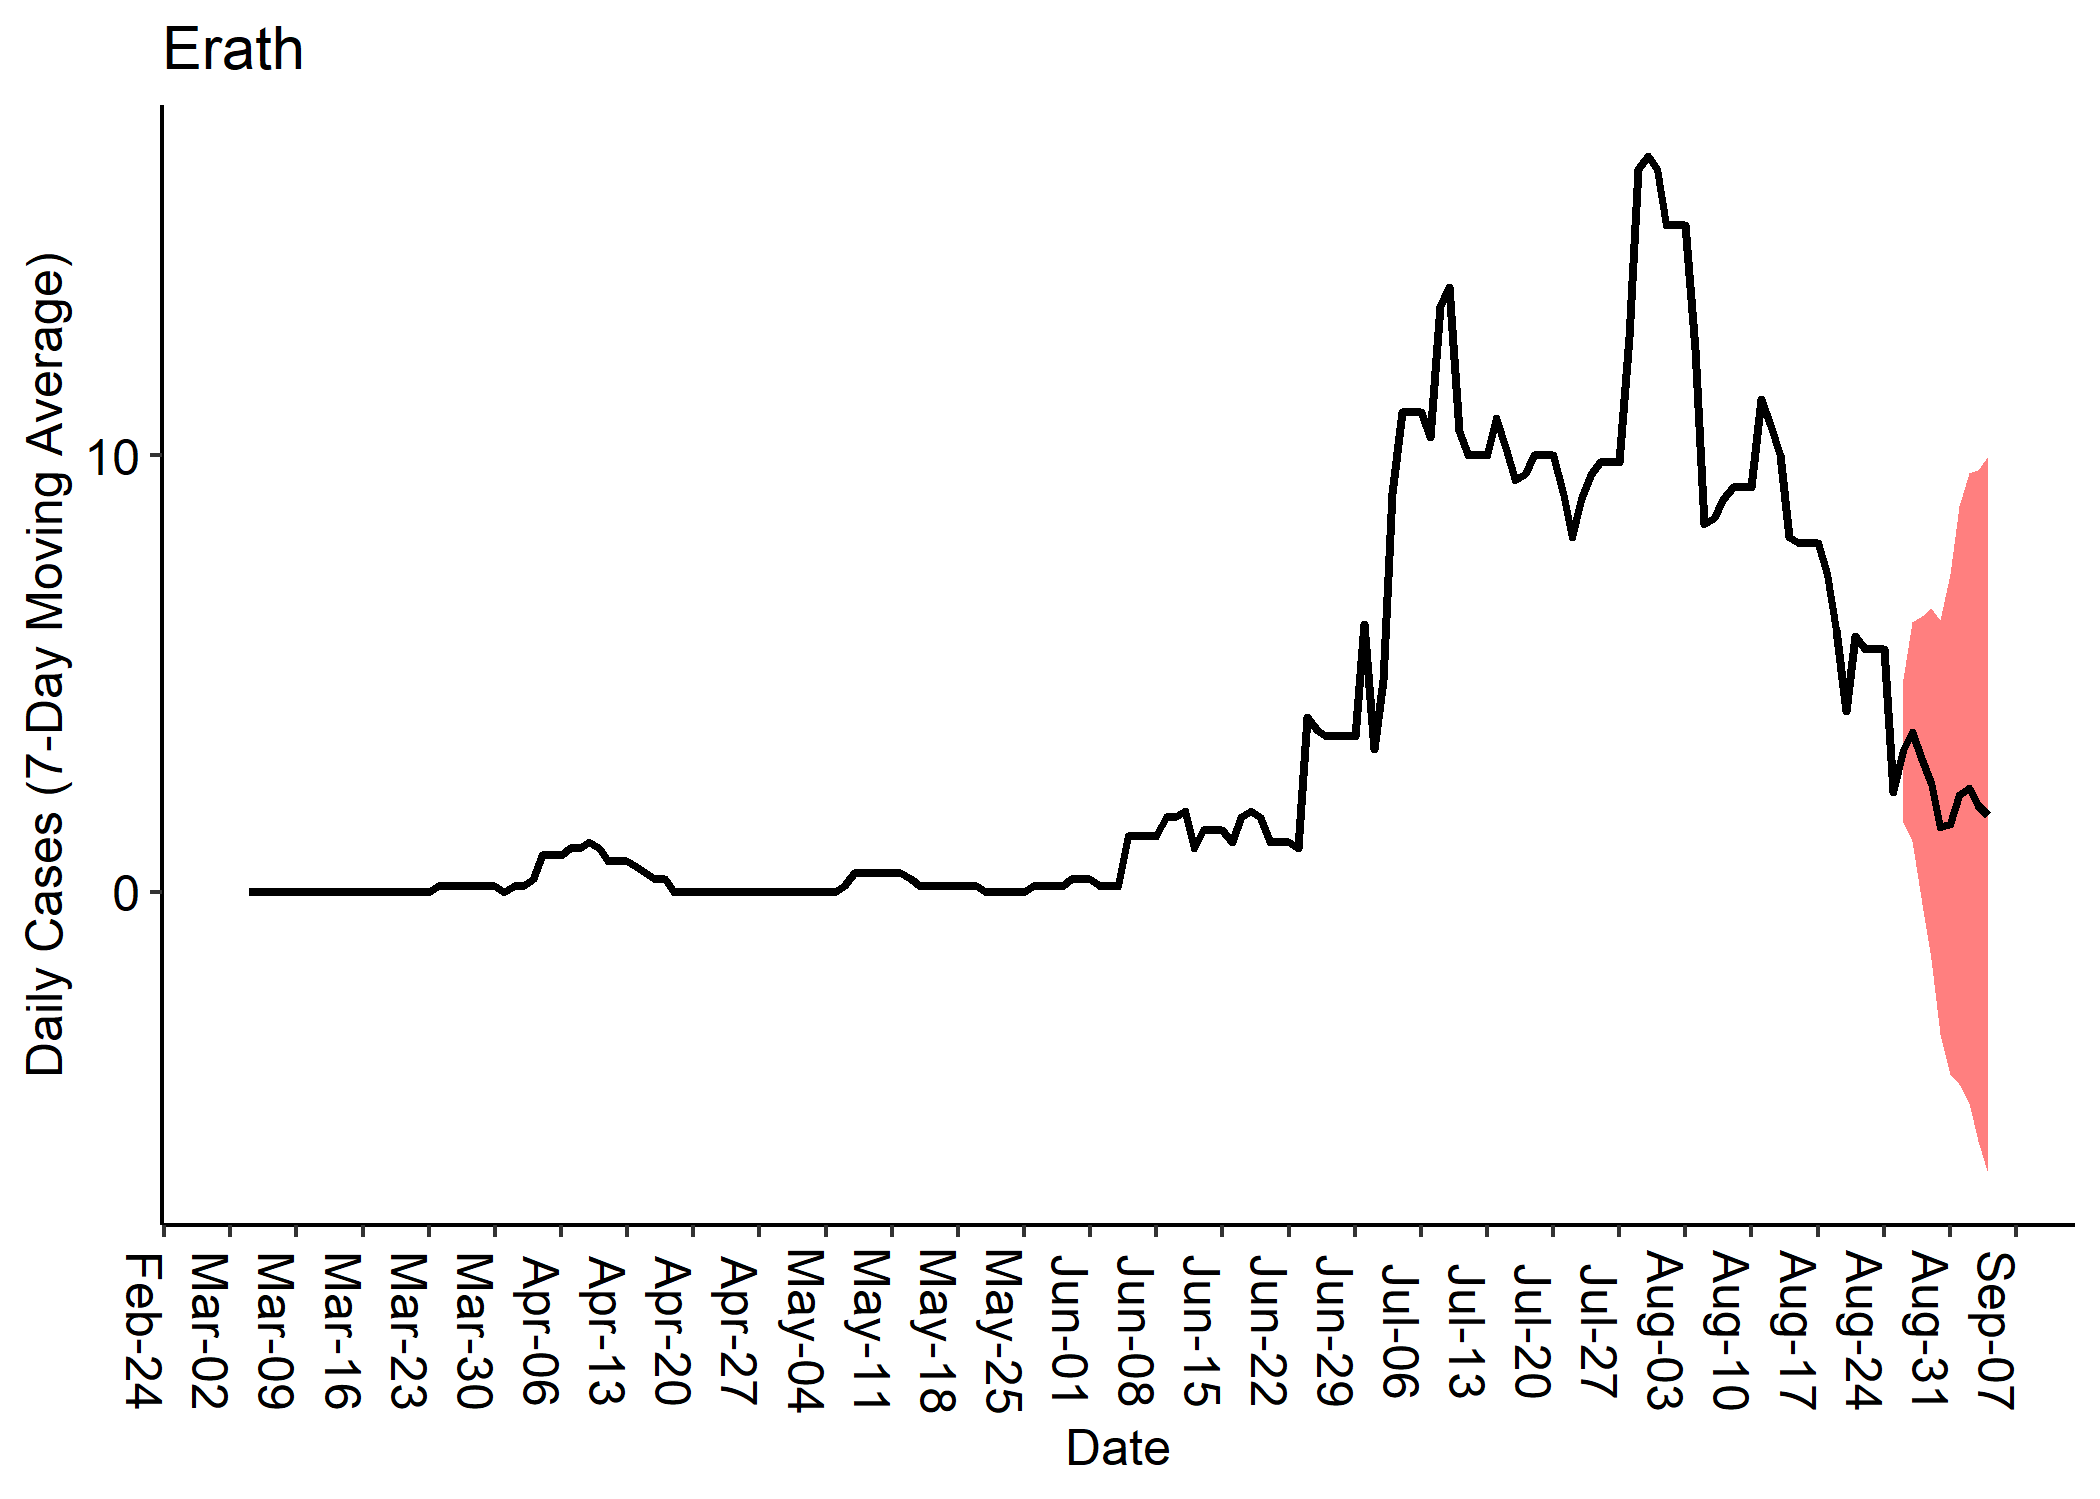 Erath
Daily Cases (7-Day Moving Average)
10
0
Feb-24
Mar-02
Mar-09
Mar-16
Mar-23
Mar-30
Apr-06
Apr-13
Apr-20
Apr-27
May-04
May-11
May-18
May-25
Jun-01
Jun-08
Jun-15
Jun-22
Jun-29
Jul-06
Jul-13
Jul-20
Jul-27
Aug-03
Aug-10
Aug-17
Aug-24
Aug-31
Sep-07
Date